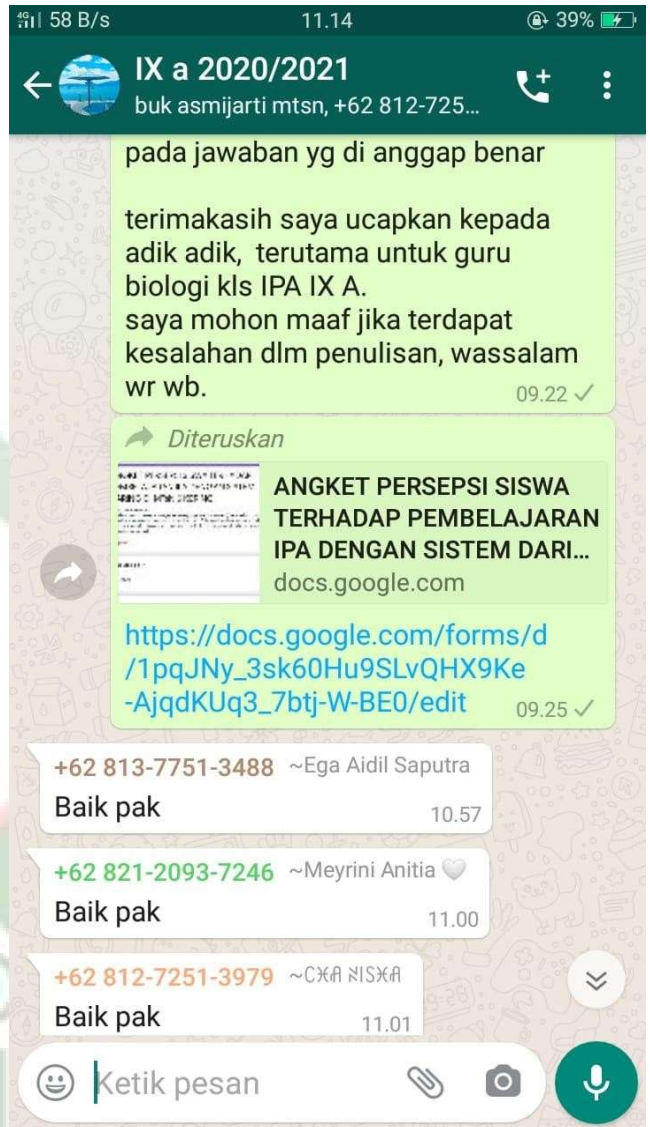 4G 58 B/s 11.14 39%
IX a 2020/2021
buk asmijarti mtsn, +62 812-725...
pada jawaban yg di anggap benar
terimakasih saya ucapkan kepada
adik adik, terutama untuk guru
biologi kls IPA IX A.
saya mohon maaf jika terdapat
kesalahan dlm penulisan, wassalam
wr wb.
09.22
Diteruskan
ANGKET PERSEPSI SISWA
TERHADAP PEMBELAJARAN
IPA DENGAN SISTEM DARI...
docs.google.com
https://docs.google.com/forms/d
/1pqJNy_3sk60Hu9SLvQHX9Ke
-AjqdKUq3_7btj-W-BE0/edit
09.25
+62 813-7751-3488 ~Ega Aidil Saputra
Baik pak
10.57
+62 821-2093-7246 ~Meyrini Anitia 🤍
Baik pak
11.00
+62 812-7251-3979
Baik pak
11.01
Ketik pesan